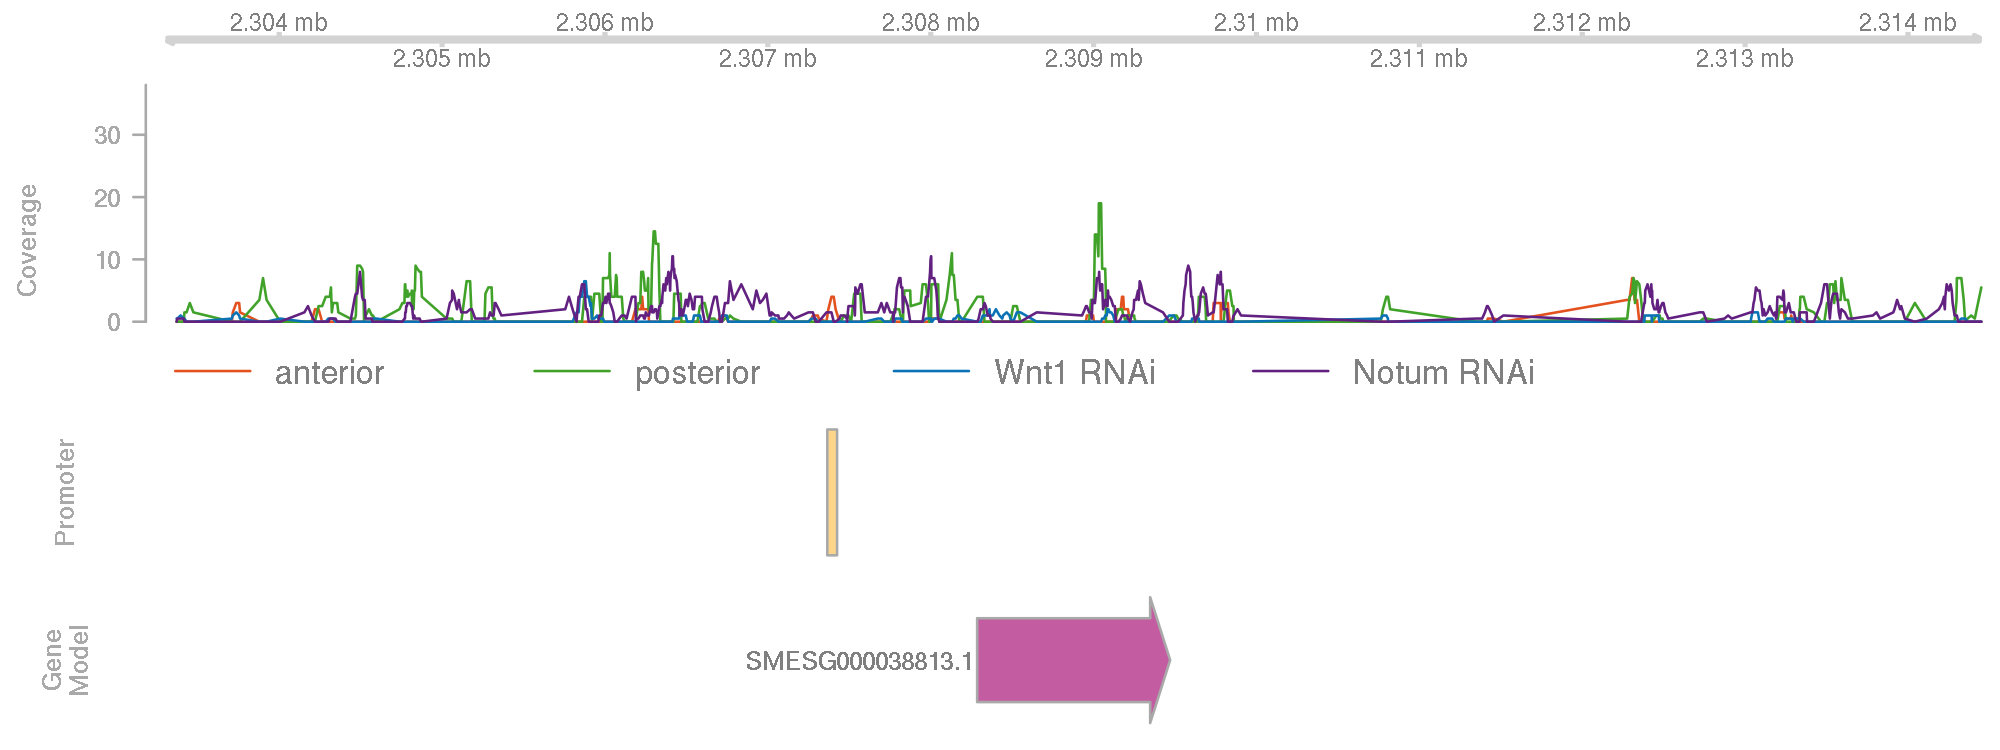 2.304 mb 2.306 mb 2.308 mb 2.31 mb 2.312 mb 2.314 mb
2.305 mb 2.307 mb 2.309 mb 2.311 mb 2.313 mb
Coverage
30
20
10
0
anterior posterior Wnt1 RNAi Notum RNAi
Promoter
Gene
Model
SMESG000038813.1